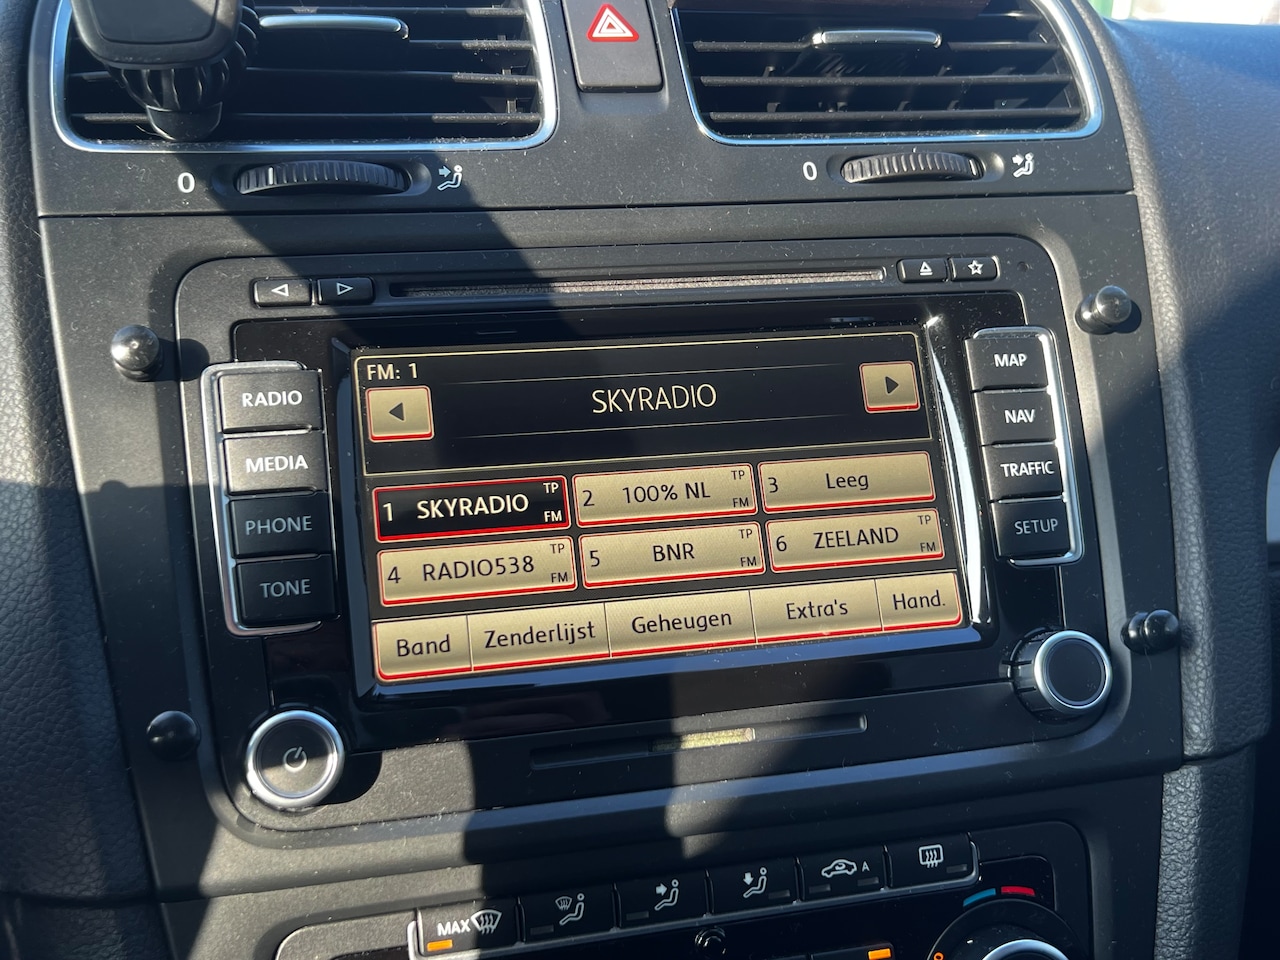 0
0
RADIO
MEDIA
PHONE
TONE
FM: 1
SKYRADIO
1 SKYRADIO TP FM
2 100% NL TP FM
3 Leeg
4 RADIO538 TP FM
5 BNR TP FM
6 ZEELAND TP FM
Band Zenderlijst Geheugen Extra's Hand.
MAP
NAV
TRAFFIC
SETUP
MAX
A